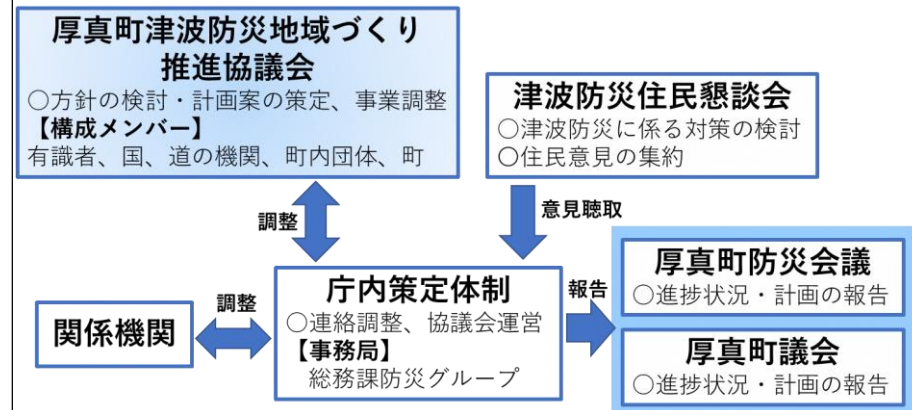 厚真町津波防災地域づくり
推進協議会
○方針の検討・計画案の策定、事業調整
【構成メンバー】
有識者、国、道の機関、町内団体、町
津波防災住民懇談会
○津波防災に係る対策の検討
○住民意見の集約
調整
意見聴取
関係機関
調整
庁内策定体制
○連絡調整、協議会運営
【事務局】
総務課防災グループ
報告
厚真町防災会議
○進捗状況・計画の報告
厚真町議会
○進捗状況・計画の報告